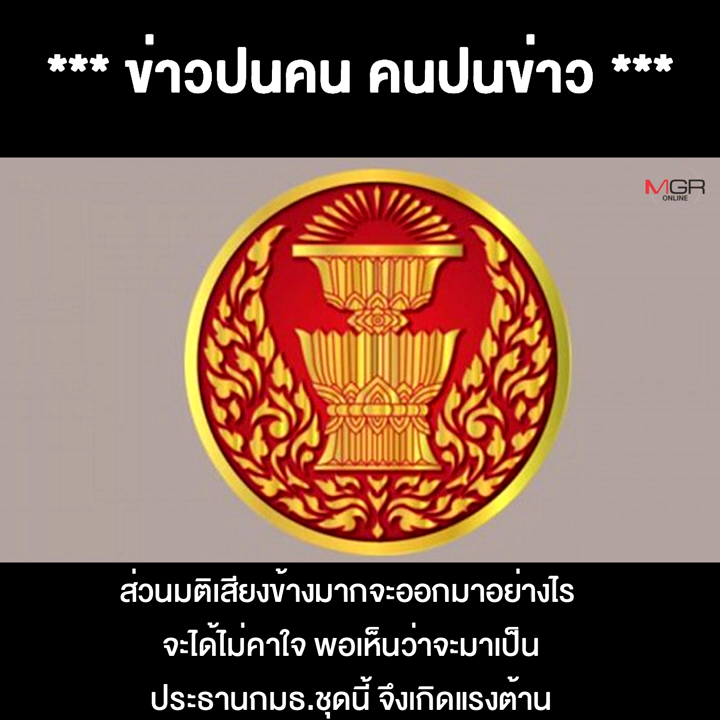 *** ข่าวปนคน คนปนข่าว ***
MGR
ONLINE
ส่วนมติเสียงข้างมากจะออกมาอย่างไร
จะได้ไม่คาใจ พอเห็นว่าจะมาเป็น
ประธานกมธ.ชุดนี้ จึงเกิดแรงต้าน